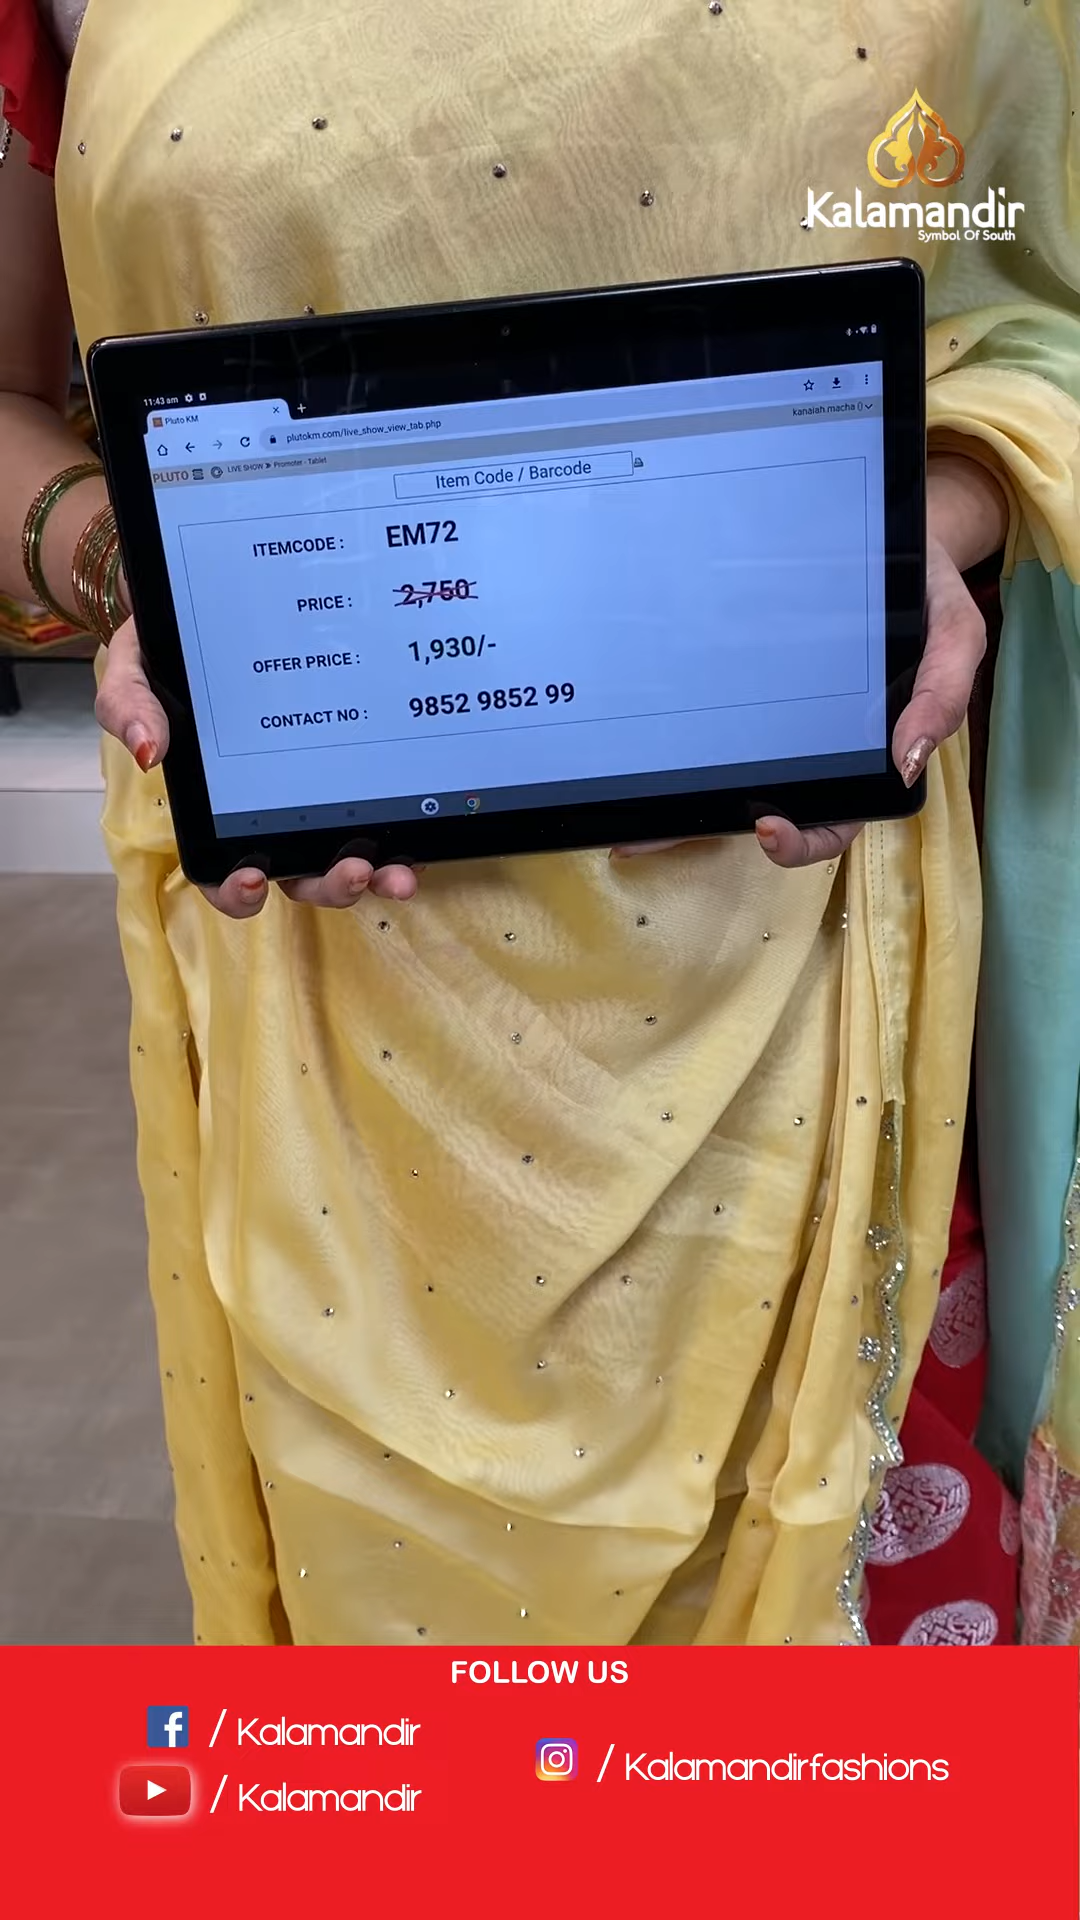 Kalamandir
Symbol Of South
11:43 am
Pluto KM
plutokm.com/live_show_view_tab.php
kanaiah.macha ()
PLUTO
LIVE SHOW » Promoter - Tablet
Item Code / Barcode
ITEMCODE : EM72
PRICE : 2,750
OFFER PRICE : 1,930/-
CONTACT NO : 9852 9852 99
FOLLOW US
/ Kalamandir
/ Kalamandirfashions
/ Kalamandir